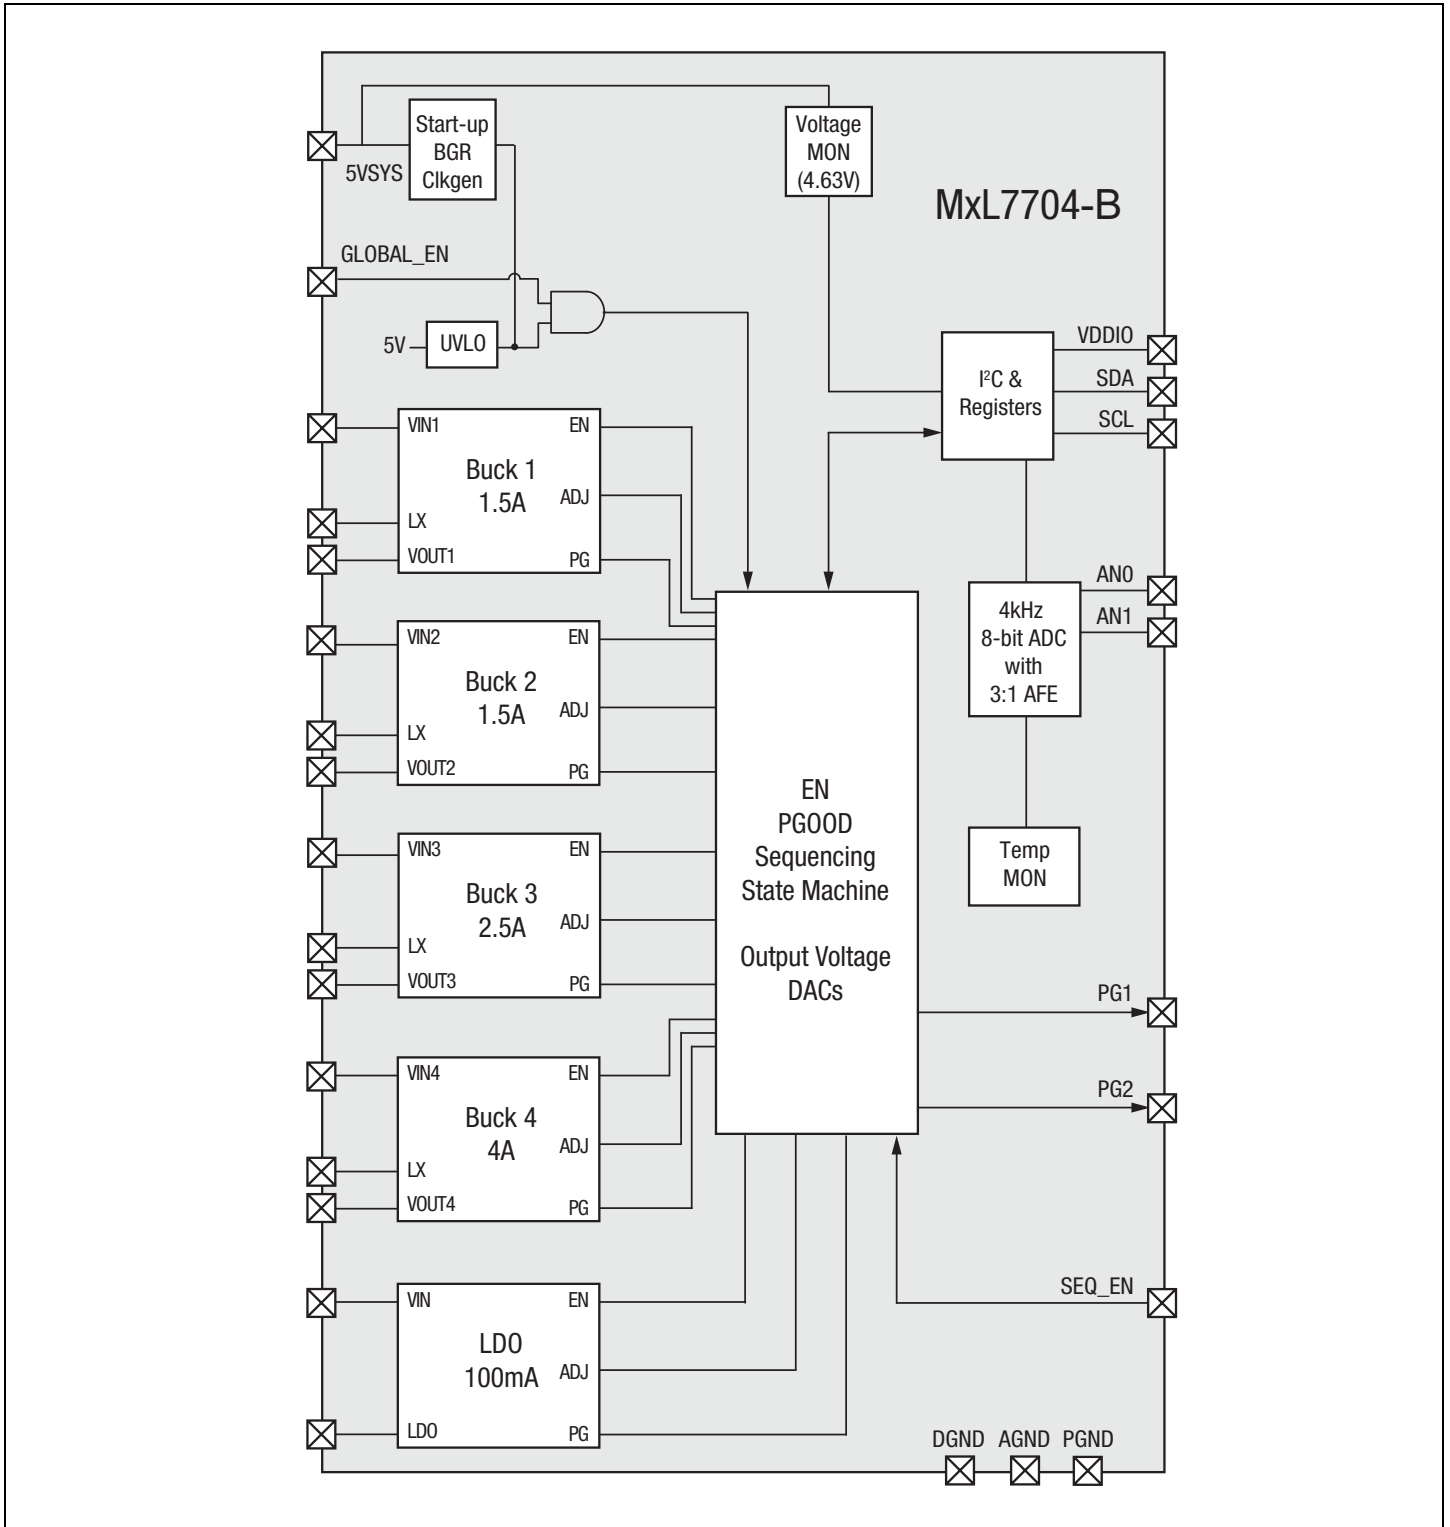 Start-up
BGR
Clkgen
5VSYS
Voltage
MON
(4.63V)
MxL7704-B
GLOBAL_EN
5V
UVLO
I²C &
Registers
VDDIO
SDA
SCL
VIN1
EN
Buck 1
1.5A
ADJ
LX
VOUT1
PG
VIN2
EN
Buck 2
1.5A
ADJ
LX
VOUT2
PG
VIN3
EN
Buck 3
2.5A
ADJ
LX
VOUT3
PG
VIN4
EN
Buck 4
4A
ADJ
LX
VOUT4
PG
VIN
EN
LDO
100mA
ADJ
LDO
PG
EN
PGOOD
Sequencing
State Machine
Output Voltage
DACs
4kHz
8-bit ADC
with
3:1 AFE
AN0
AN1
Temp
MON
PG1
PG2
SEQ_EN
DGND AGND PGND